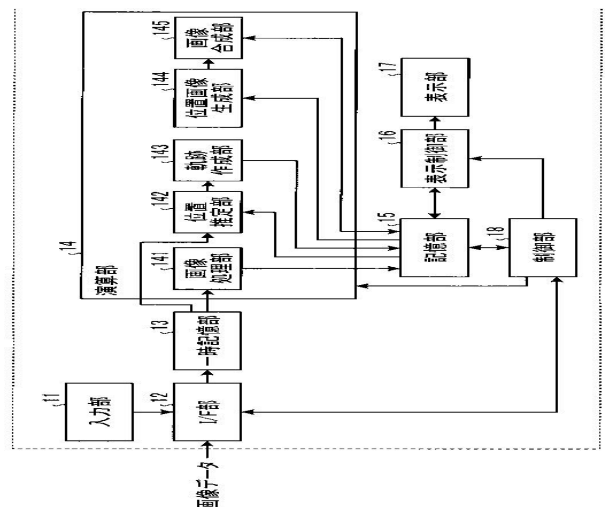 画像データ
11
入力部
12
I/F部
13
一時記憶部
14
演算部
141
画像
処理部
142
位置
推定部
143
軌跡
作成部
144
位置画像
生成部
145
画像
合成部
15
記憶部
16
表示制御部
17
表示部
18
制御部